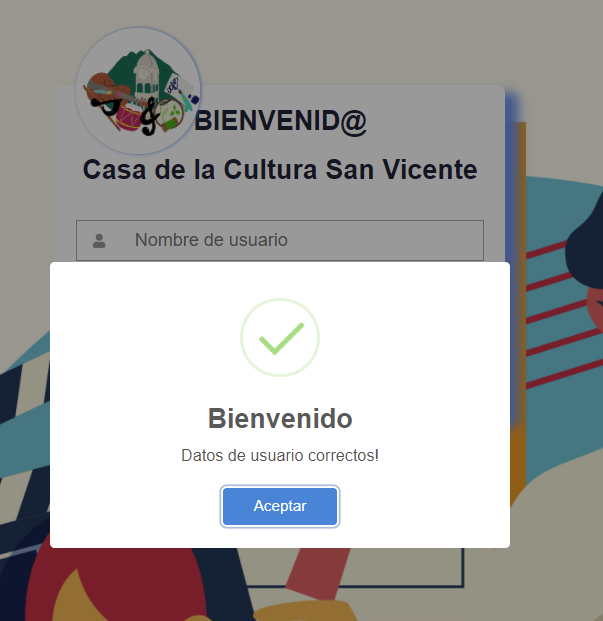 BIENVENID@
Casa de la Cultura San Vicente
Nombre de usuario
Bienvenido
Datos de usuario correctos!
Aceptar